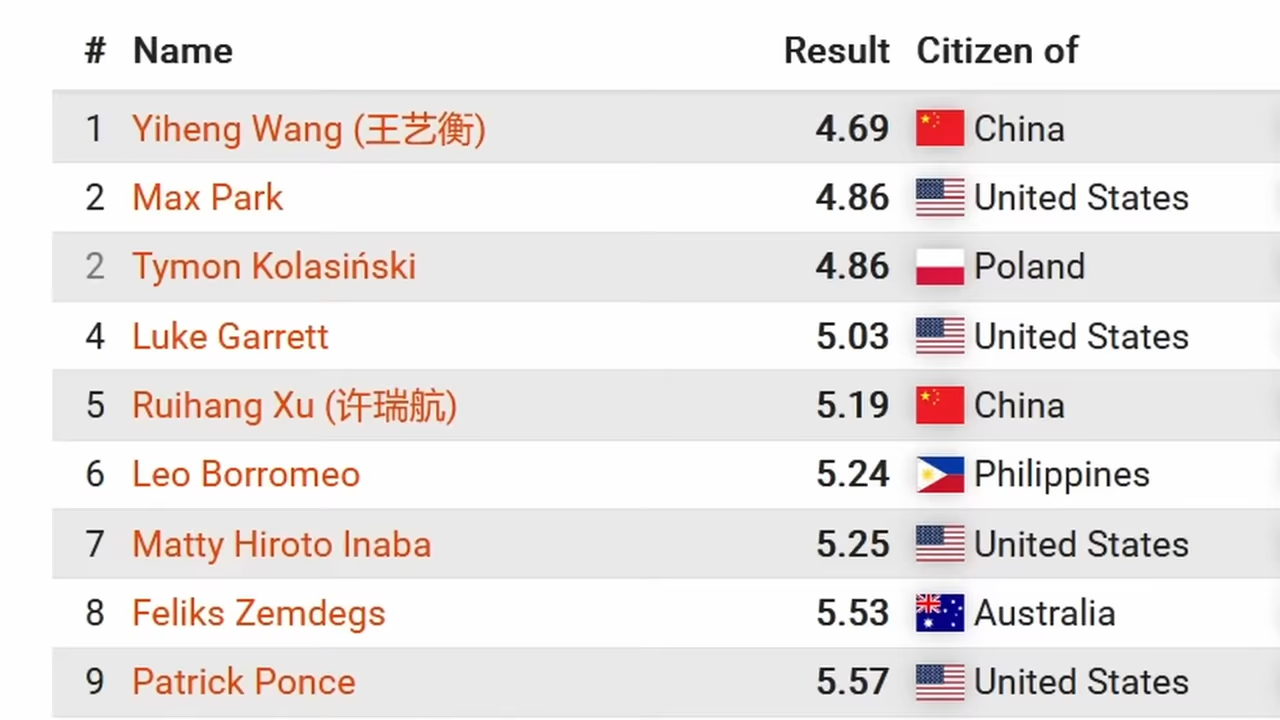 # Name Result Citizen of
1 Yiheng Wang (王艺衡) 4.69 China
2 Max Park 4.86 United States
2 Tymon Kolasiński 4.86 Poland
4 Luke Garrett 5.03 United States
5 Ruihang Xu (许瑞航) 5.19 China
6 Leo Borromeo 5.24 Philippines
7 Matty Hiroto Inaba 5.25 United States
8 Feliks Zemdegs 5.53 Australia
9 Patrick Ponce 5.57 United States